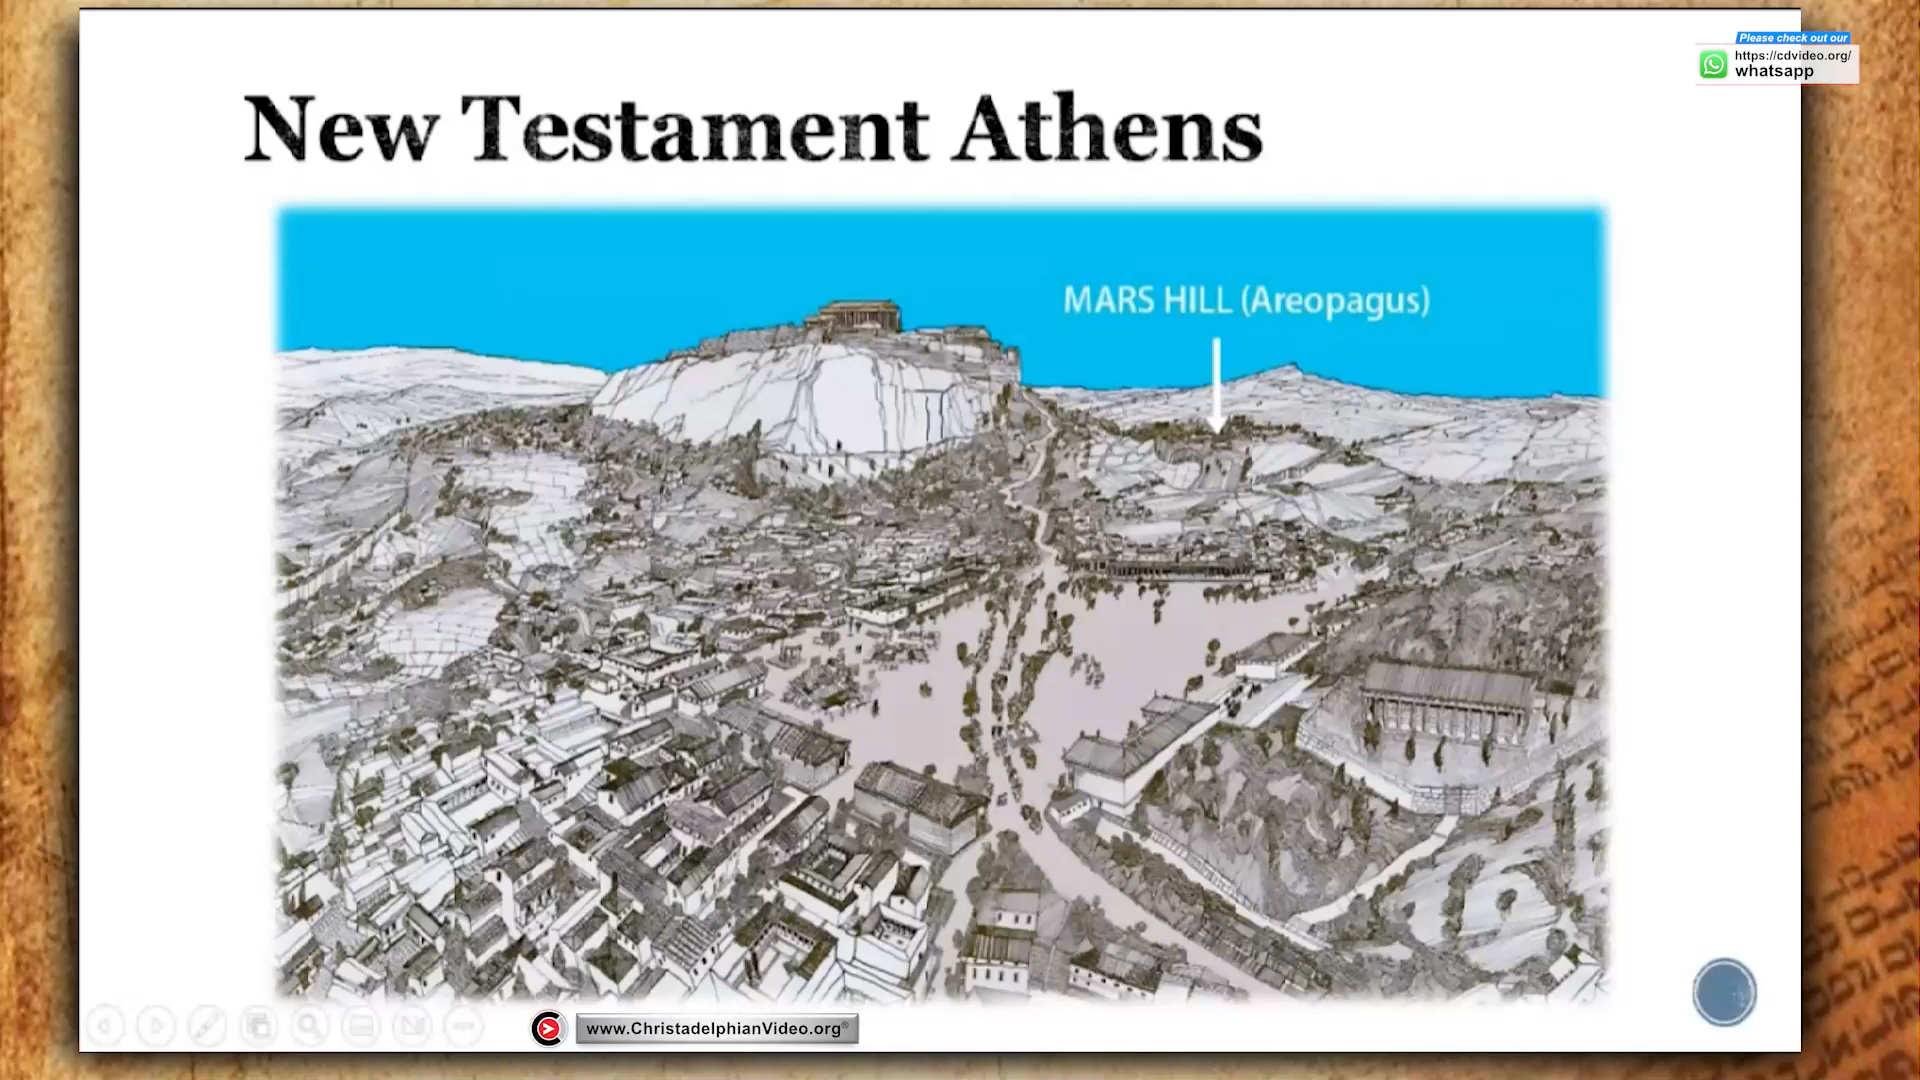 Please check out our
https://cdvideo.org/
whatsapp
New Testament Athens
MARS HILL (Areopagus)
www.ChristadelphianVideo.org®